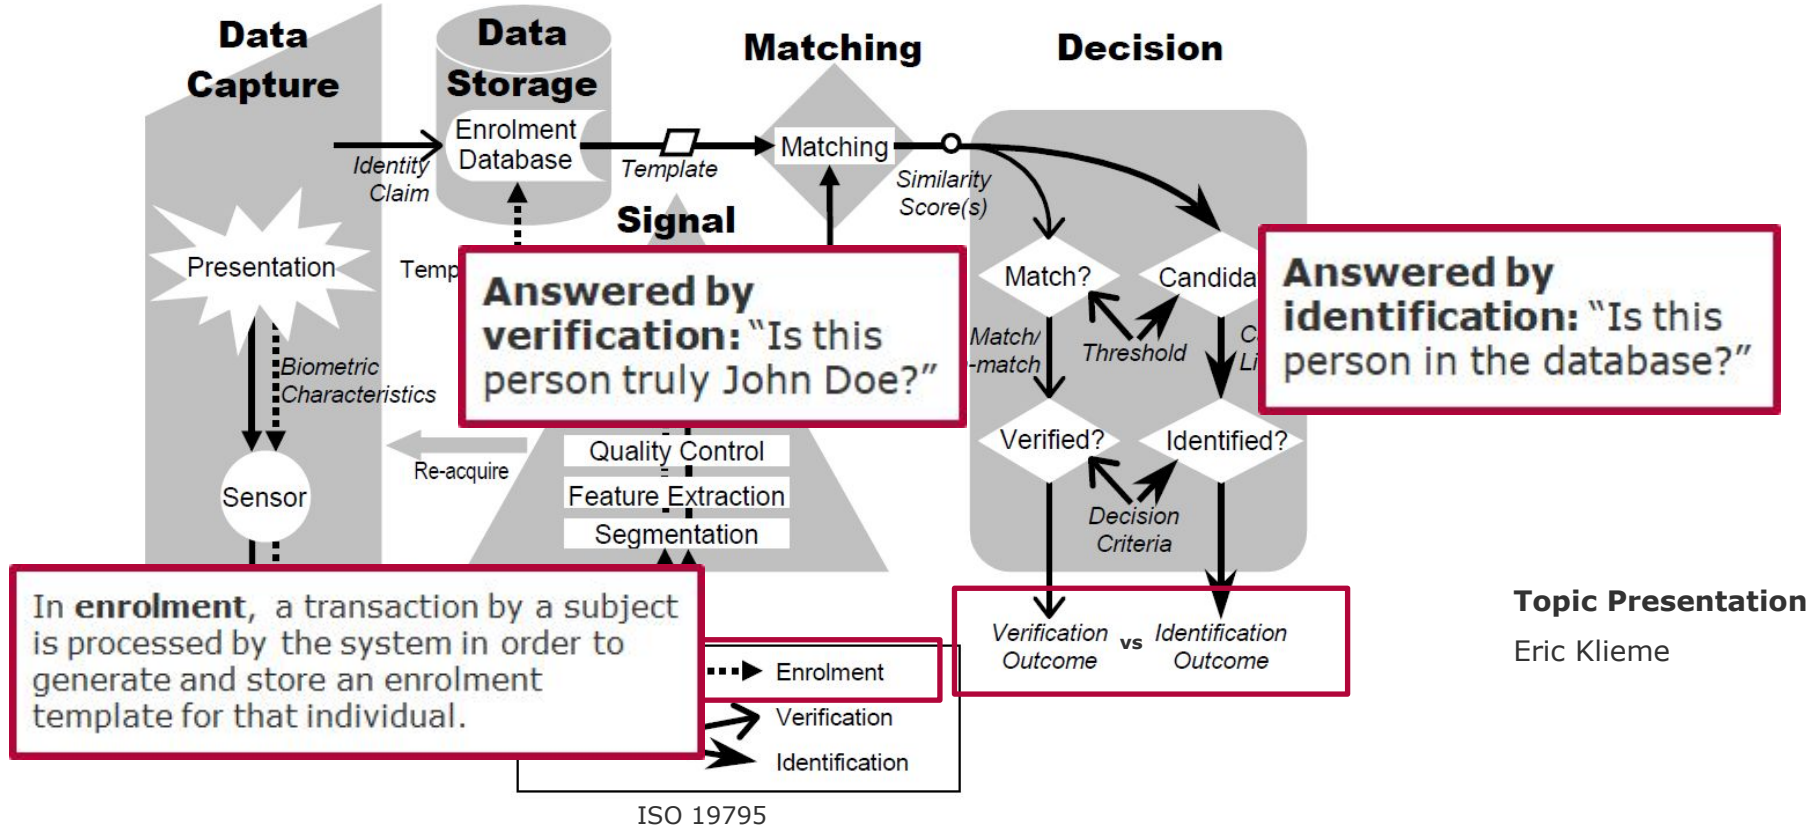 Data
Capture
Data
Storage
Matching
Decision
Identity
Claim
Enrolment
Database
Template
Matching
Similarity
Score(s)
Signal
Presentation
Biometric
Characteristics
Sensor
Re-acquire
Answered by
verification: “Is this
person truly John Doe?”
Quality Control
Feature Extraction
Segmentation
Match?
Threshold
Match/
-match
Verified?
Identified?
Decision
Criteria
Answered by
identification: “Is this
person in the database?”
In enrolment, a transaction by a subject
is processed by the system in order to
generate and store an enrolment
template for that individual.
Verification
Outcome
vs
Identification
Outcome
Enrolment
Verification
Identification
ISO 19795
Topic Presentation
Eric Klieme